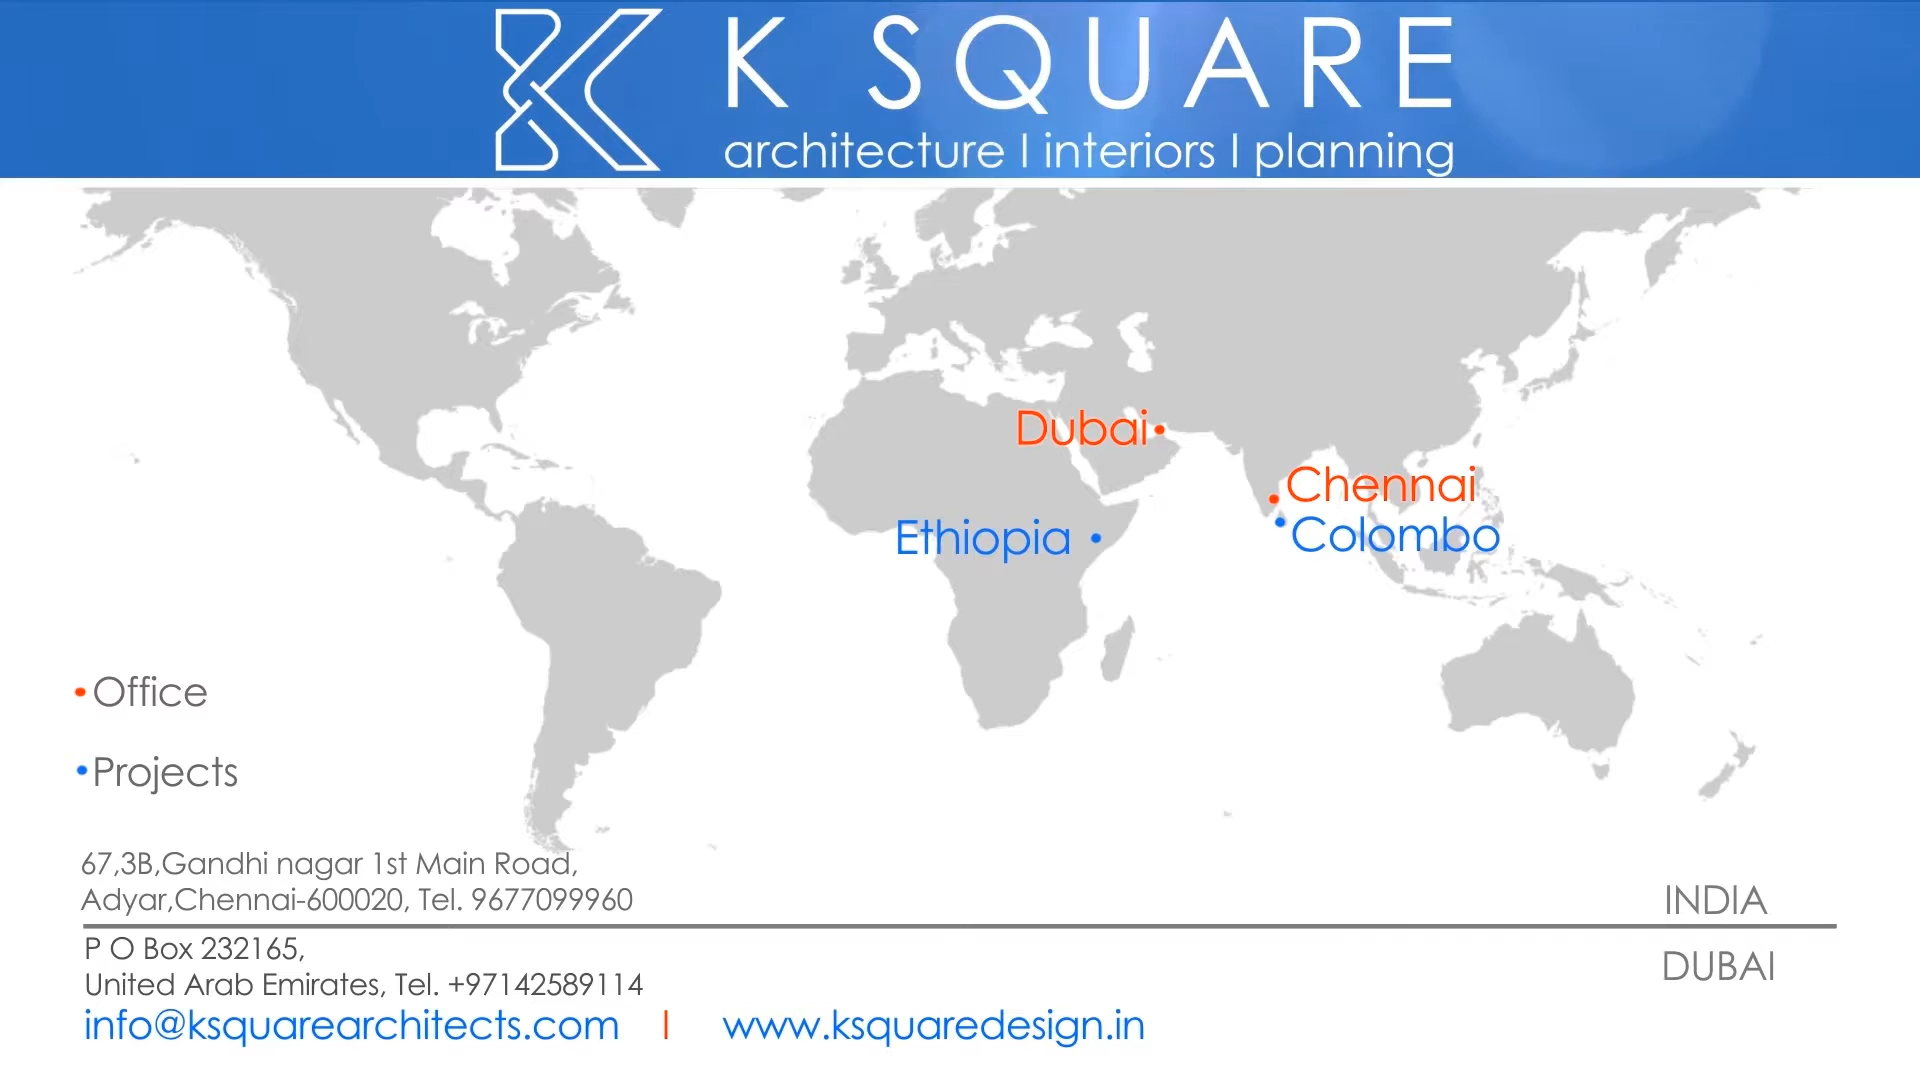 K SQUARE
architecture | interiors | planning
Dubai
Chennai
Ethiopia
Colombo
Office
Projects
67,3B,Gandhi nagar 1st Main Road,
Adyar,Chennai-600020, Tel. 9677099960
INDIA
P O Box 232165,
United Arab Emirates, Tel. +97142589114
DUBAI
info@ksquarearchitects.com | www.ksquaredesign.in